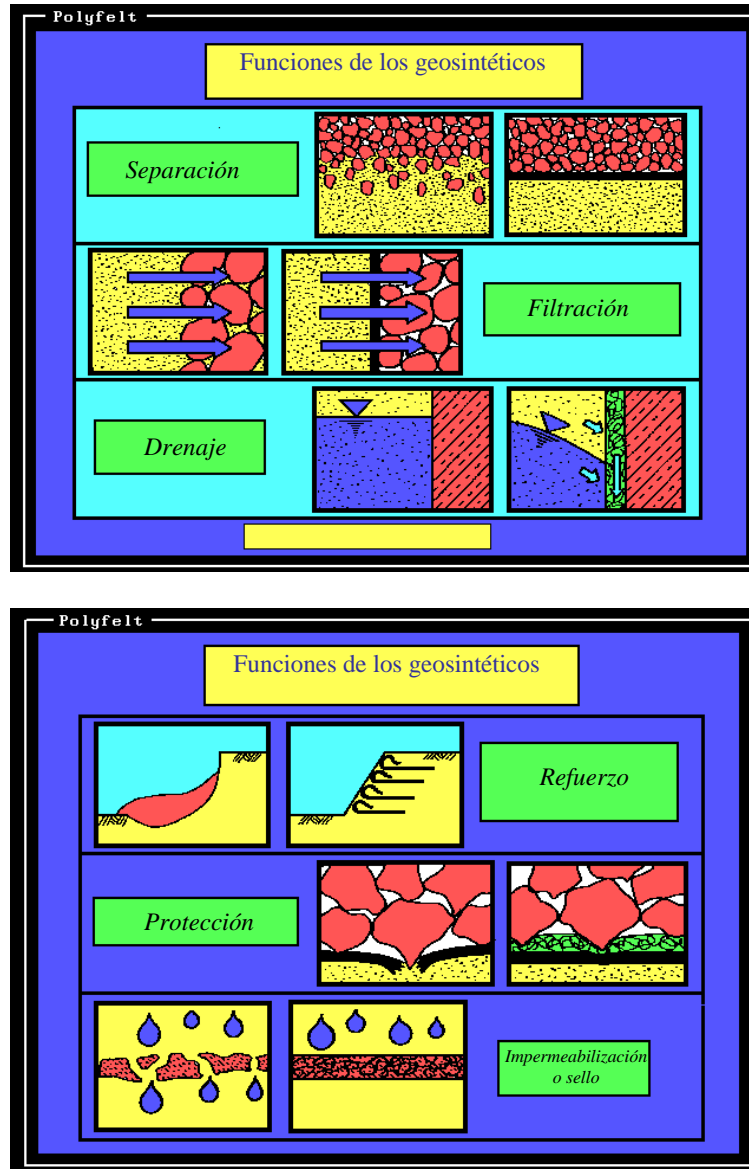 Polyfelt
Funciones de los geosintéticos
Separación
Filtración
Drenaje
Polyfelt
Funciones de los geosintéticos
Refuerzo
Protección
Impermeabilización
o sello